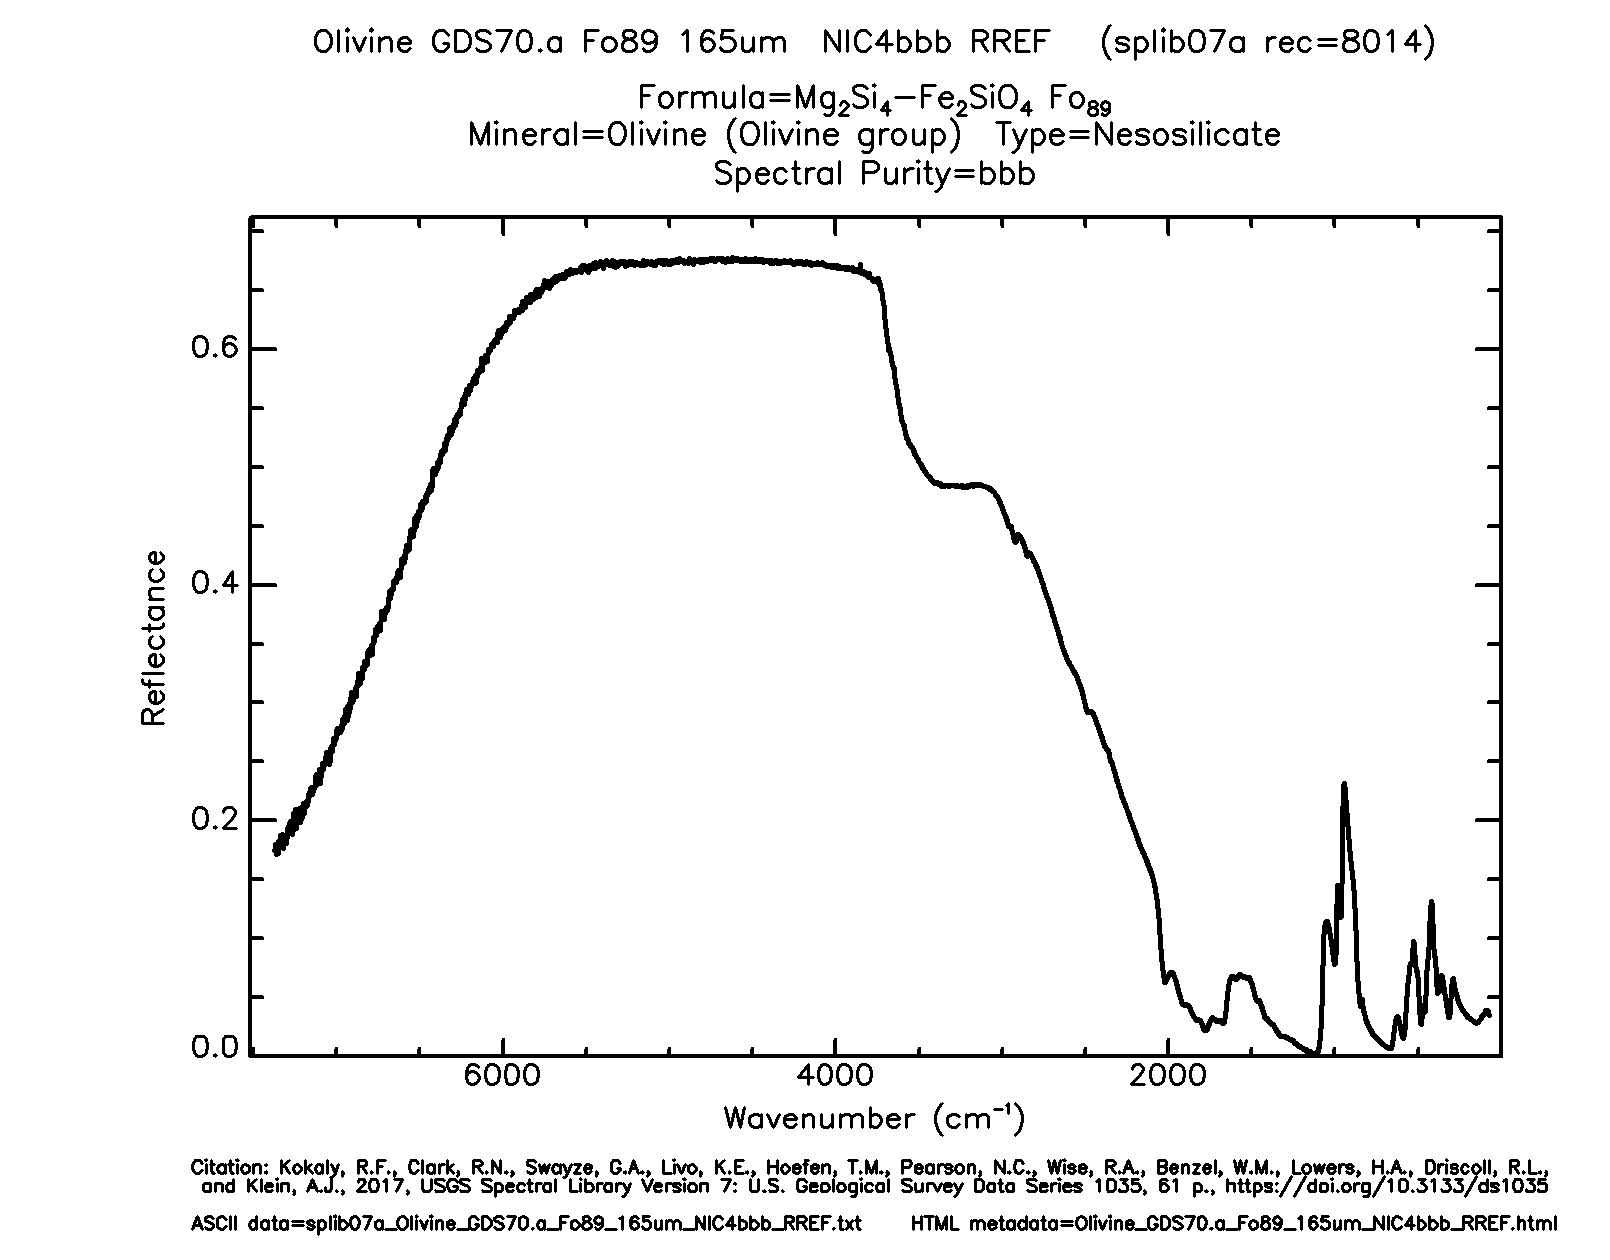 Olivine GDS70.a Fo89 165um NIC4bbb RREF (splib07a rec=8014)
Formula=Mg₂Si₄−Fe₂SiO₄ Fo₈₉
Mineral=Olivine (Olivine group) Type=Nesosilicate
Spectral Purity=bbb
0.6
0.4
0.2
0.0
Reflectance
6000 4000 2000
Wavenumber (cm⁻¹)
Citation: Kokaly, R.F., Clark, R.N., Swayze, G.A., Livo, K.E., Hoefen, T.M., Pearson, N.C., Wise, R.A., Benzel, W.M., Lowers, H.A., Driscoll, R.L.,
and Klein, A.J., 2017, USGS Spectral Library Version 7: U.S. Geological Survey Data Series 1035, 61 p., https://doi.org/10.3133/ds1035
ASCII data=splib07a_Olivine_GDS70.a_Fo89_165um_NIC4bbb_RREF.txt HTML metadata=Olivine_GDS70.a_Fo89_165um_NIC4bbb_RREF.html